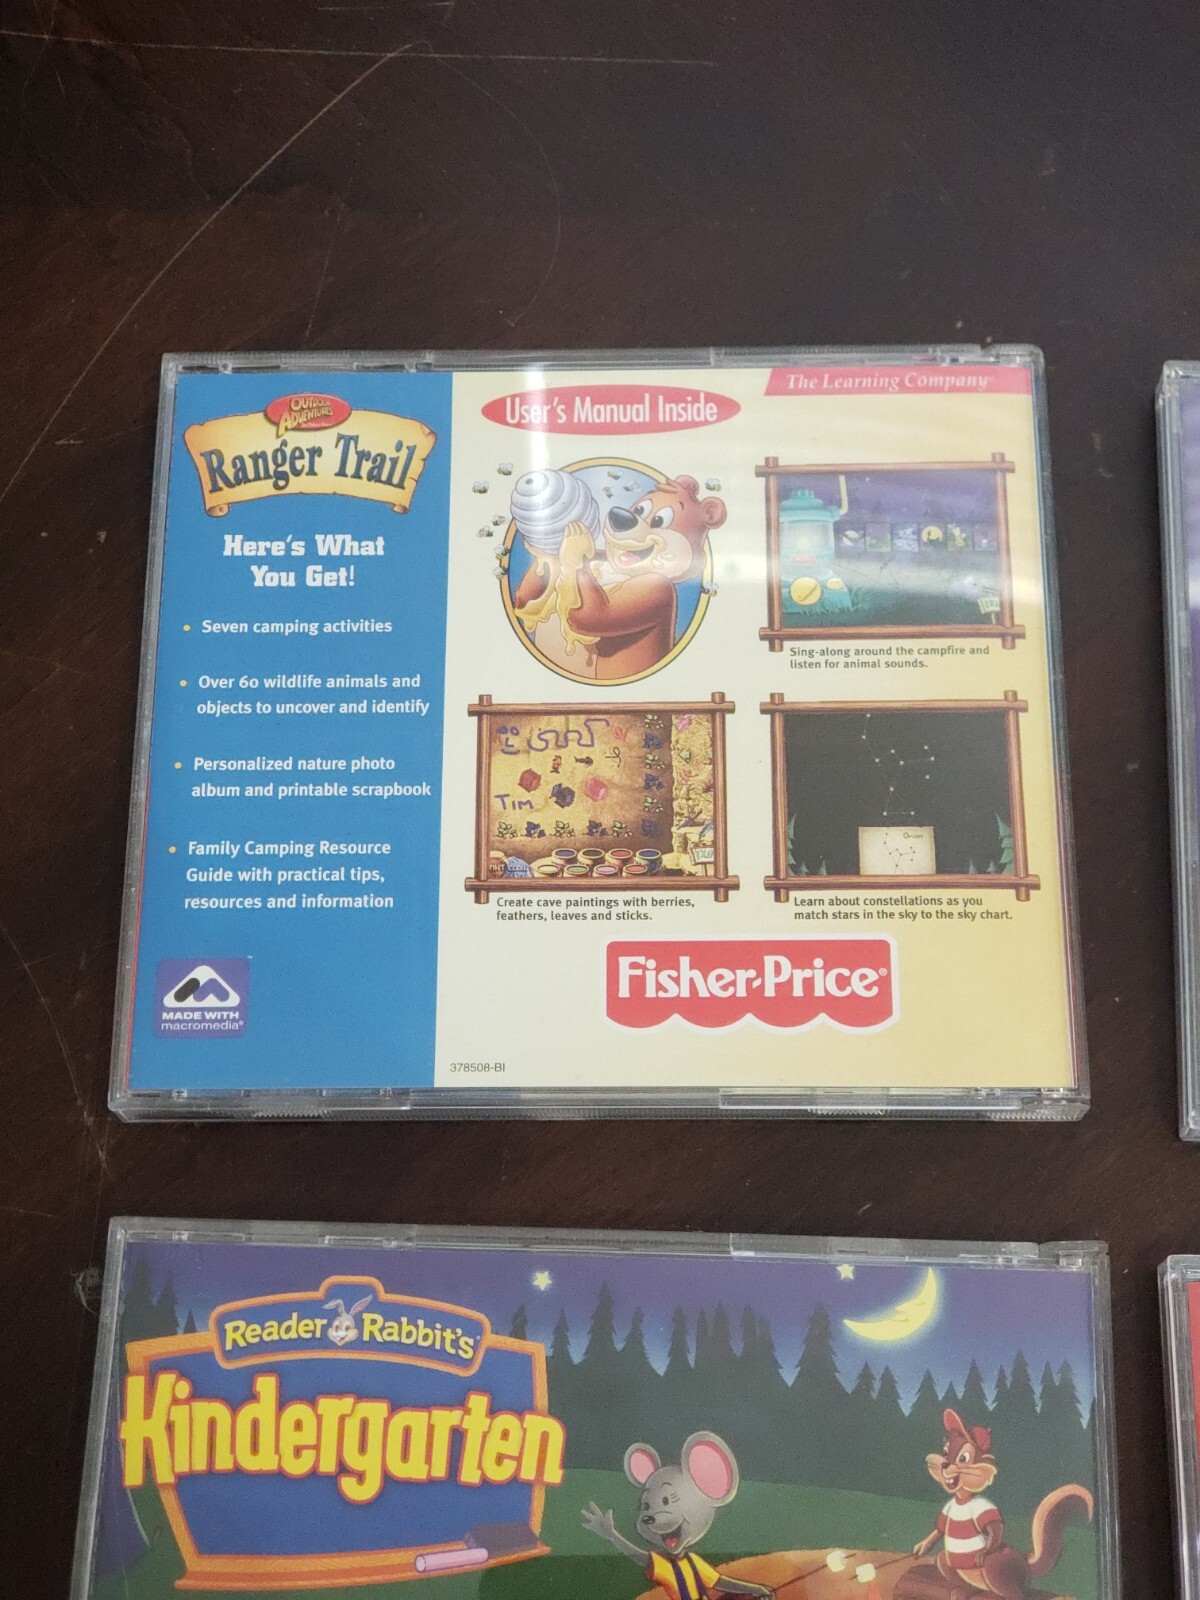 OUTDOOR
ADVENTURES
Ranger Trail
Here's What
You Get!
• Seven camping activities
• Over 60 wildlife animals and
objects to uncover and identify
• Personalized nature photo
album and printable scrapbook
• Family Camping Resource
Guide with practical tips,
resources and information
MADE WITH
macromedia®
User's Manual Inside
The Learning Company
Sing-along around the campfire and
listen for animal sounds.
TIM
Create cave paintings with berries,
feathers, leaves and sticks.
Orion
Learn about constellations as you
match stars in the sky to the sky chart.
Fisher-Price®
378508-BI
Reader Rabbit's
Kindergarten